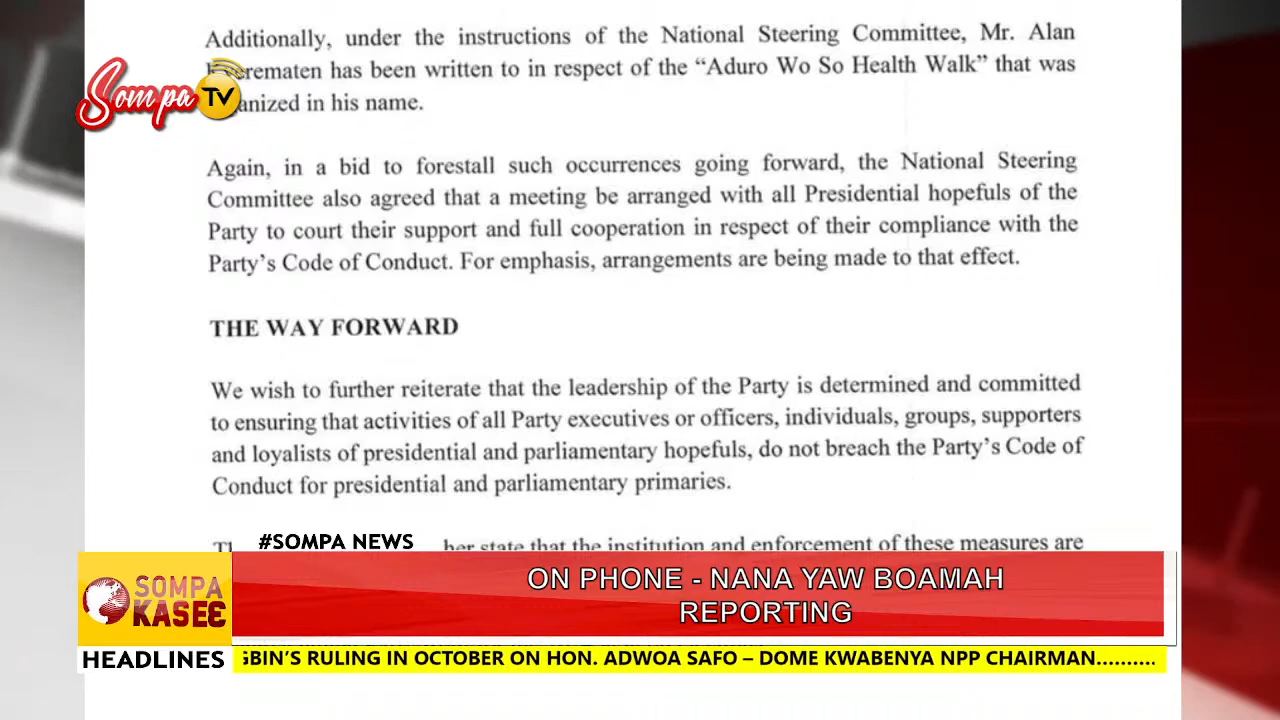 Additionally, under the instructions of the National Steering Committee, Mr. Alan
has been written to in respect of the “Aduro Wo So Health Walk” that was
in his name.
Sompa TV
Again, in a bid to forestall such occurrences going forward, the National Steering
Committee also agreed that a meeting be arranged with all Presidential hopefuls of the
Party to court their support and full cooperation in respect of their compliance with the
Party’s Code of Conduct. For emphasis, arrangements are being made to that effect.
THE WAY FORWARD
We wish to further reiterate that the leadership of the Party is determined and committed
to ensuring that activities of all Party executives or officers, individuals, groups, supporters
and loyalists of presidential and parliamentary hopefuls, do not breach the Party’s Code of
Conduct for presidential and parliamentary primaries.
state that the institution and enforcement of these measures are
#SOMPA NEWS
SOMPA
KASEE
ON PHONE - NANA YAW BOAMAH
REPORTING
HEADLINES
GBIN’S RULING IN OCTOBER ON HON. ADWOA SAFO – DOME KWABENYA NPP CHAIRMAN..........